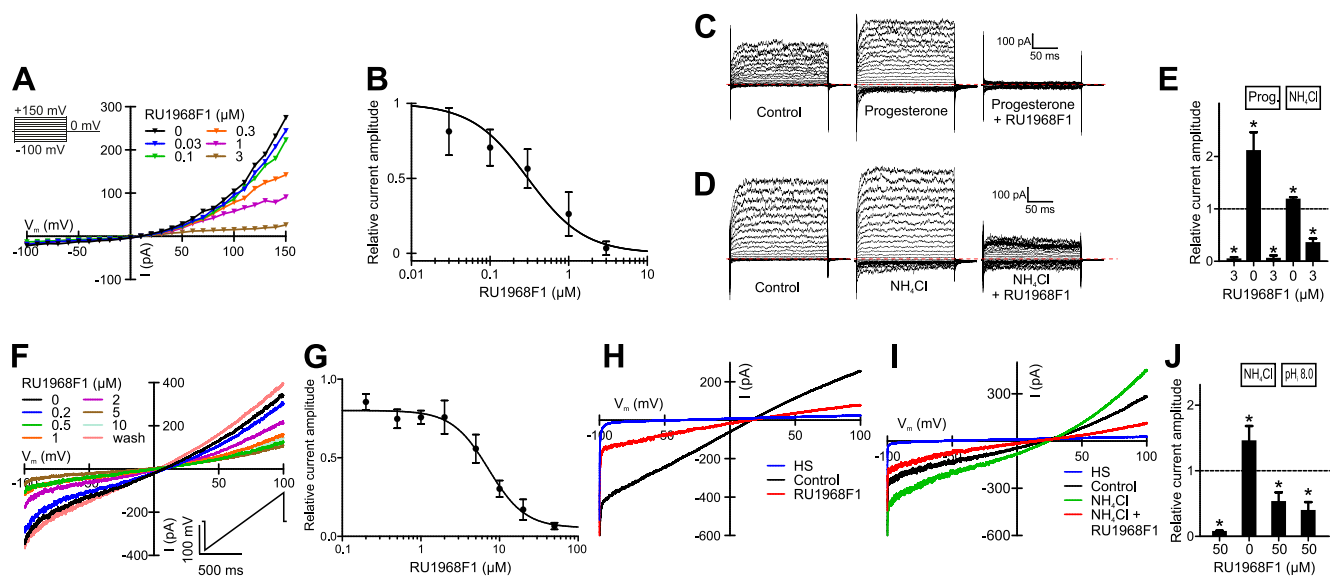 A
+150 mV
0 mV
-100 mV
RU1968F1 (µM)
0
0.03
0.1
0.3
1
3
300
200
100
-100
Vm (mV)
-100
-50
50
100
150
I (pA)
B
Relative current amplitude
1
0.5
0
0.01
0.1
1
10
RU1968F1 (µM)
C
100 pA
50 ms
Control
Progesterone
Progesterone
+ RU1968F1
D
100 pA
50 ms
Control
NH₄Cl
NH₄Cl
+ RU1968F1
E
Prog.
NH₄Cl
Relative current amplitude
2
1
0
*
*
*
*
*
3
0
3
0
3
RU1968F1 (µM)
F
RU1968F1 (µM)
0
0.2
0.5
1
2
5
10
wash
400
200
-200
-400
Vm (mV)
-100
-50
50
100
I (pA)
100 mV
500 ms
G
Relative current amplitude
1.0
0.5
0.0
0.1
1
10
100
RU1968F1 (µM)
H
I (pA)
200
-200
-400
-600
Vm (mV)
-100
50
100
HS
Control
RU1968F1
I
I (pA)
300
-300
-600
Vm (mV)
-100
50
100
HS
Control
NH₄Cl
NH₄Cl +
RU1968F1
J
NH₄Cl
pHi 8.0
Relative current amplitude
2
1
0
*
*
*
*
50
0
50
50
RU1968F1 (µM)